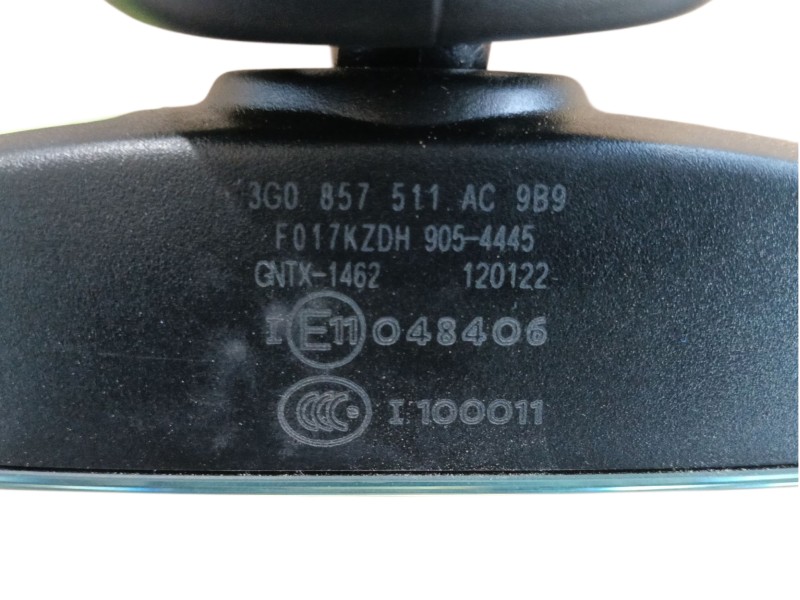 3G0 857 511 AC 9B9
F017KZDH 905-4445
GNTX-1462 120122
I E11 048406
CCC I 100011